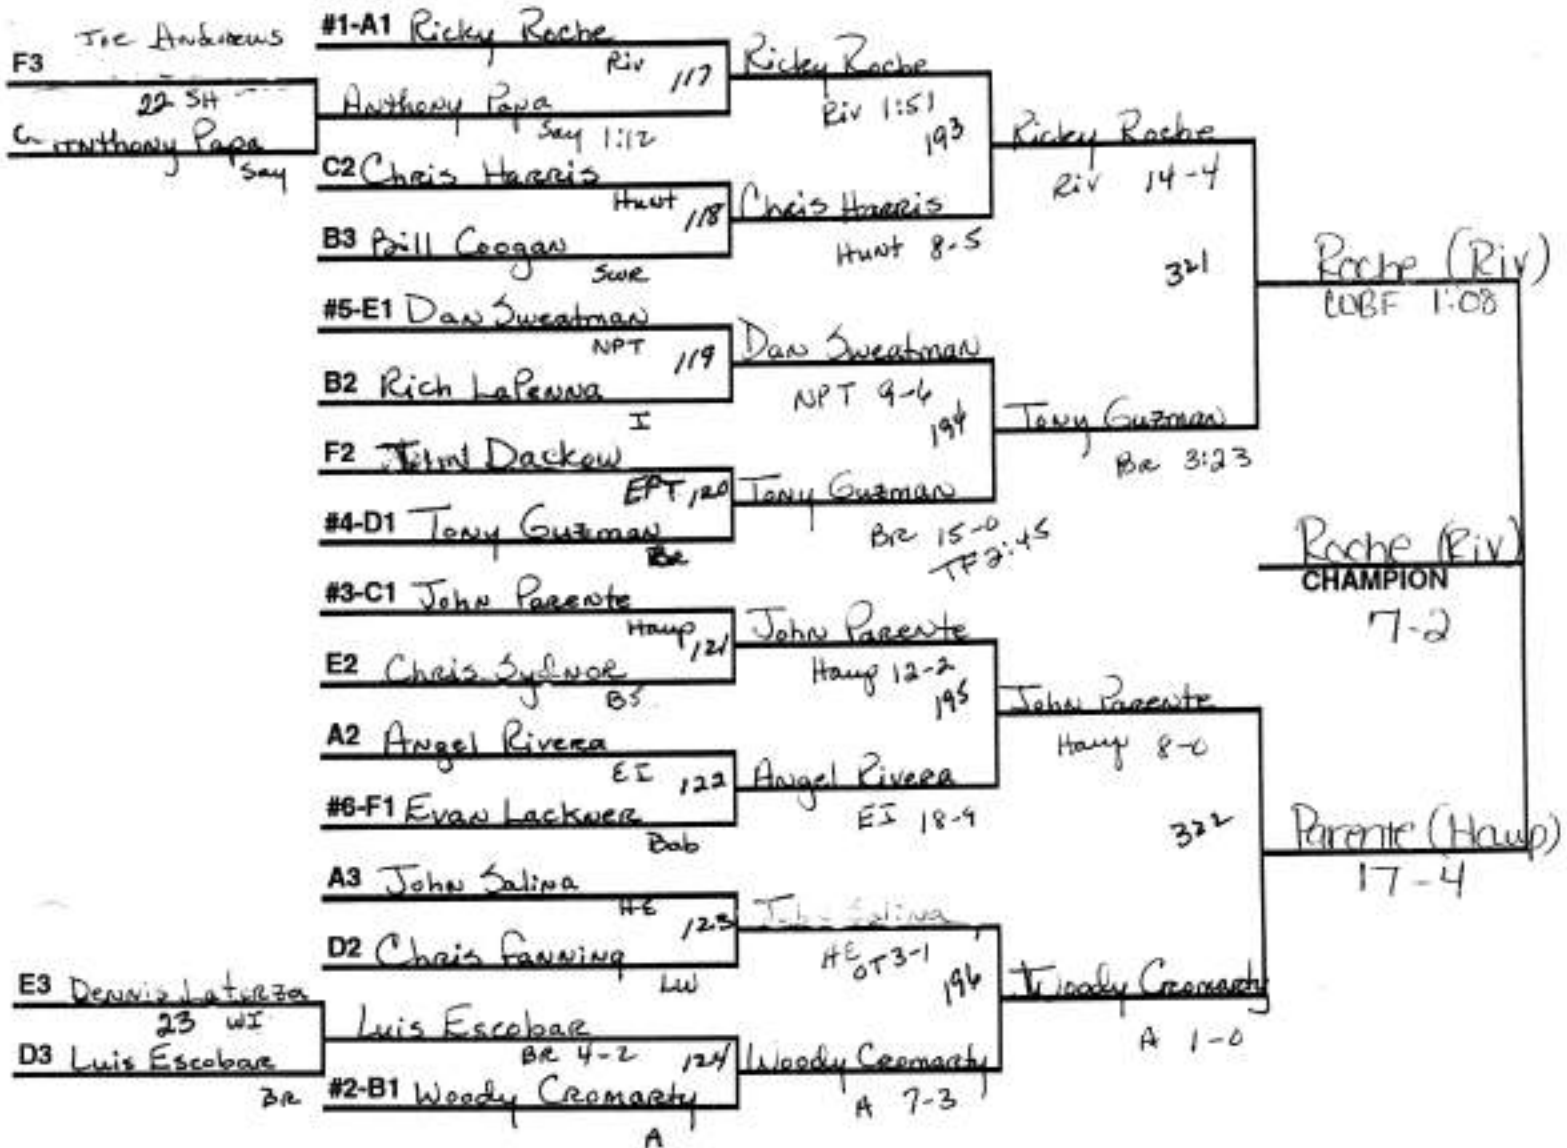 Joe Andrews
F3
22 SH
Anthony Papa
Say
#1-A1 Ricky Roche
Riv
117
Anthony Papa
Say 1:12
C2 Chris Harris
Hunt
118
B3 Bill Coogan
SWR
#5-E1 Dan Sweatman
NPT
119
B2 Rich LaPenna
I
F2 Dackow
EPT 120
#4-D1 Tony Guzman
Br
#3-C1 John Parente
Haup
121
E2 Chris Sydnor
BS
A2 Angel Rivera
EI
122
#6-F1 Evan Lackner
Bab
A3 John Salina
HE
123
D2 Chris Fanning
LW
E3 Dennis Laturza
23 WI
D3 Luis Escobar
BR
Luis Escobar
BR 4-2
124
#2-B1 Woody Cromarty
A
Ricky Roche
Riv 1:51
193
Chris Harris
Hunt 8-5
Dan Sweatman
NPT 9-6
194
Tony Guzman
BR 15-0
TF 2:45
John Parente
Haup 12-2
195
Angel Rivera
EI 18-9
John Salina
HE OT 3-1
196
Woody Cromarty
A 7-3
Ricky Roche
Riv 14-4
321
Tony Guzman
BR 3:23
John Parente
Haup 8-0
322
Woody Cromarty
A 1-0
Roche (Riv)
WBF 1:08
Roche (Riv)
CHAMPION
7-2
Parente (Haup)
17-4